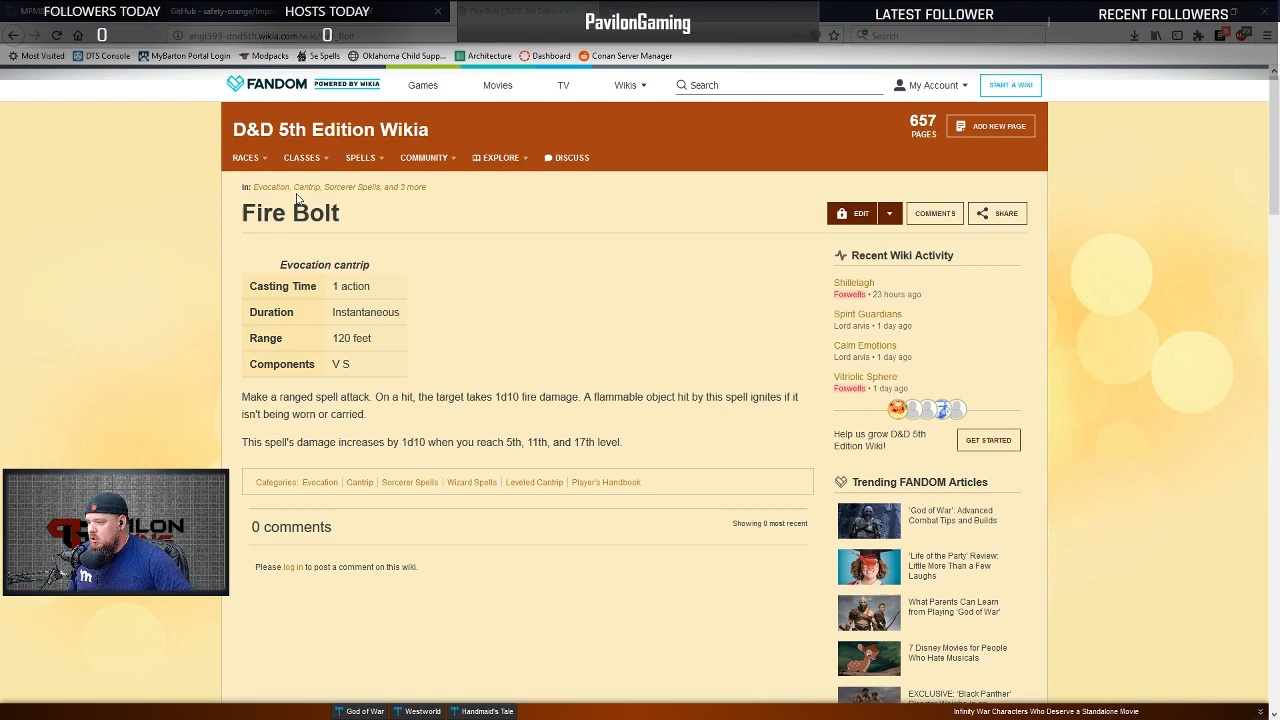 FOLLOWERS TODAY
0
HOSTS TODAY
0
PavilonGaming
LATEST FOLLOWER
RECENT FOLLOWERS
GitHub - safety-orange/Impo
engl393-dnd5th.wikia.com/wiki/
Bolt
Search
Most Visited
DTS Console
MyBarton Portal Login
Modpacks
5e Spells
Oklahoma Child Supp...
Architecture
Dashboard
Conan Server Manager
FANDOM POWERED BY WIKIA
Games
Movies
TV
Wikis
Search
My Account
START A WIKI
D&D 5th Edition Wikia
657
PAGES
ADD NEW PAGE
RACES
CLASSES
SPELLS
COMMUNITY
EXPLORE
DISCUSS
in: Evocation, Cantrip, Sorcerer Spells, and 3 more
Fire Bolt
EDIT
COMMENTS
SHARE
Evocation cantrip
Casting Time 1 action
Duration Instantaneous
Range 120 feet
Components V S
Make a ranged spell attack. On a hit, the target takes 1d10 fire damage. A flammable object hit by this spell ignites if it
isn't being worn or carried.
This spell's damage increases by 1d10 when you reach 5th, 11th, and 17th level.
Categories: Evocation Cantrip Sorcerer Spells Wizard Spells Leveled Cantrip Player's Handbook
0 comments
Showing 0 most recent
Please log in to post a comment on this wiki.
Recent Wiki Activity
Shillelagh
Foxwells • 23 hours ago
Spirit Guardians
Lord arvis • 1 day ago
Calm Emotions
Lord arvis • 1 day ago
Vitriolic Sphere
Foxwells • 1 day ago
Help us grow D&D 5th
Edition Wiki!
GET STARTED
Trending FANDOM Articles
'God of War': Advanced
Combat Tips and Builds
'Life of the Party' Review:
Little More Than a Few
Laughs
What Parents Can Learn
from Playing 'God of War'
7 Disney Movies for People
Who Hate Musicals
EXCLUSIVE: 'Black Panther'
God of War
Westworld
Handmaid's Tale
Infinity War Characters Who Deserve a Standalone Movie